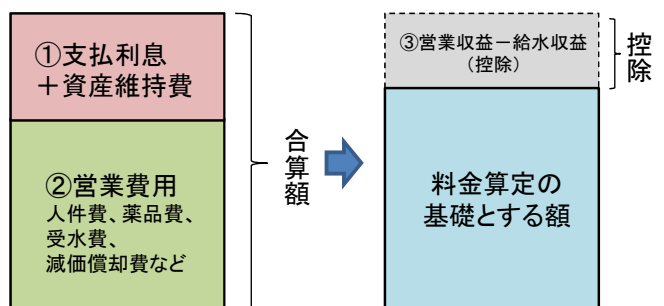 ①支払利息
＋資産維持費
②営業費用
人件費、薬品費、
受水費、
減価償却費など
合算額
③営業収益－給水収益
（控除）
控除
料金算定の
基礎とする額